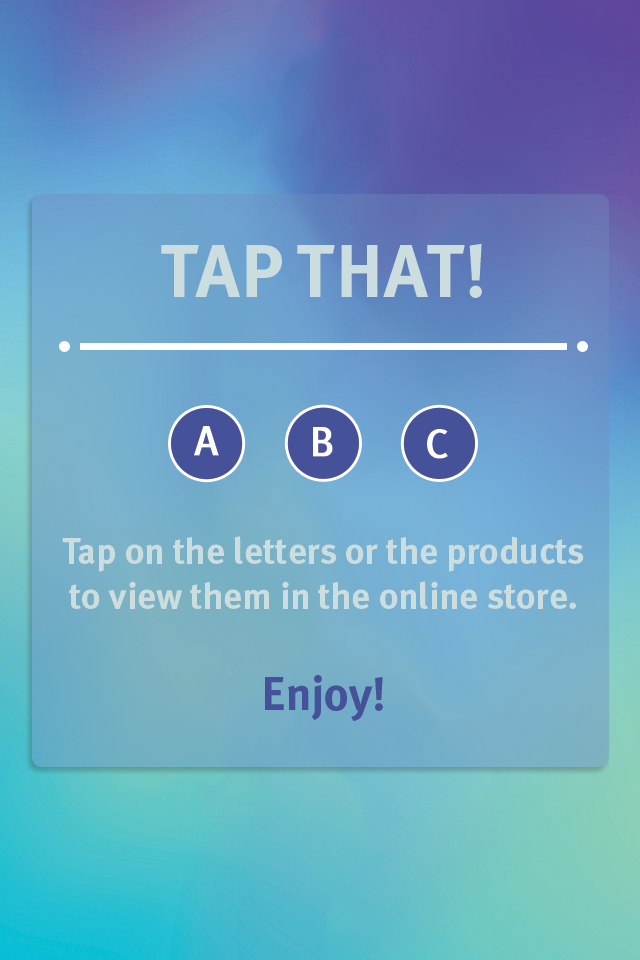 TAP THAT!
A B C
Tap on the letters or the products
to view them in the online store.
Enjoy!